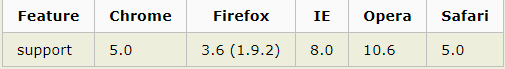 Feature Chrome Firefox IE Opera Safari
support 5.0 3.6 (1.9.2) 8.0 10.6 5.0